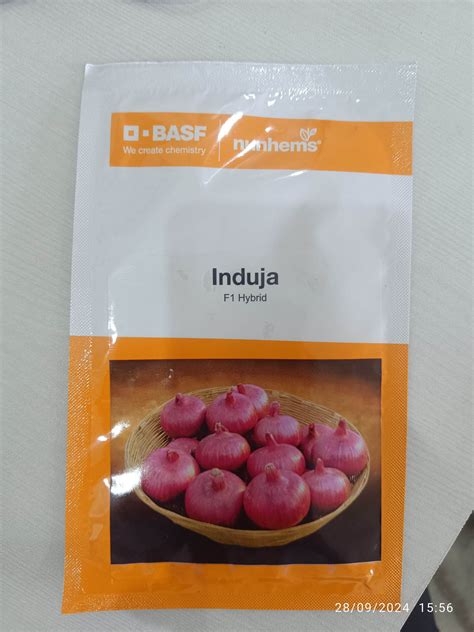 BASF
We create chemistry
nunhems®
Induja
F1 Hybrid
28/09/2024 15:56